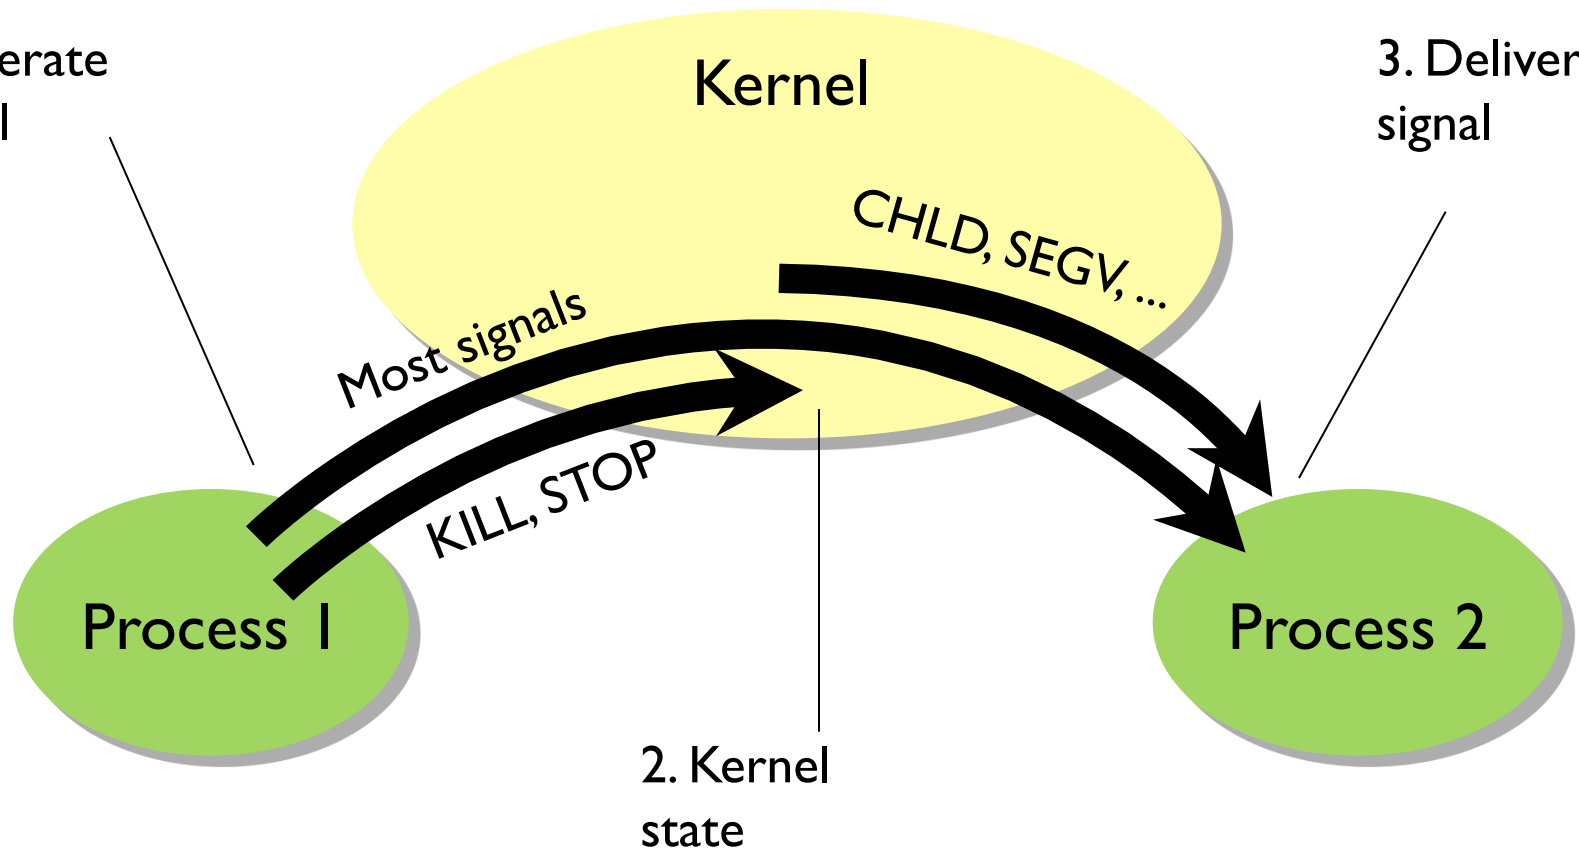 erate
l
Kernel
3. Deliver
signal
CHLD, SEGV, ...
Most signals
KILL, STOP
Process 1
Process 2
2. Kernel
state